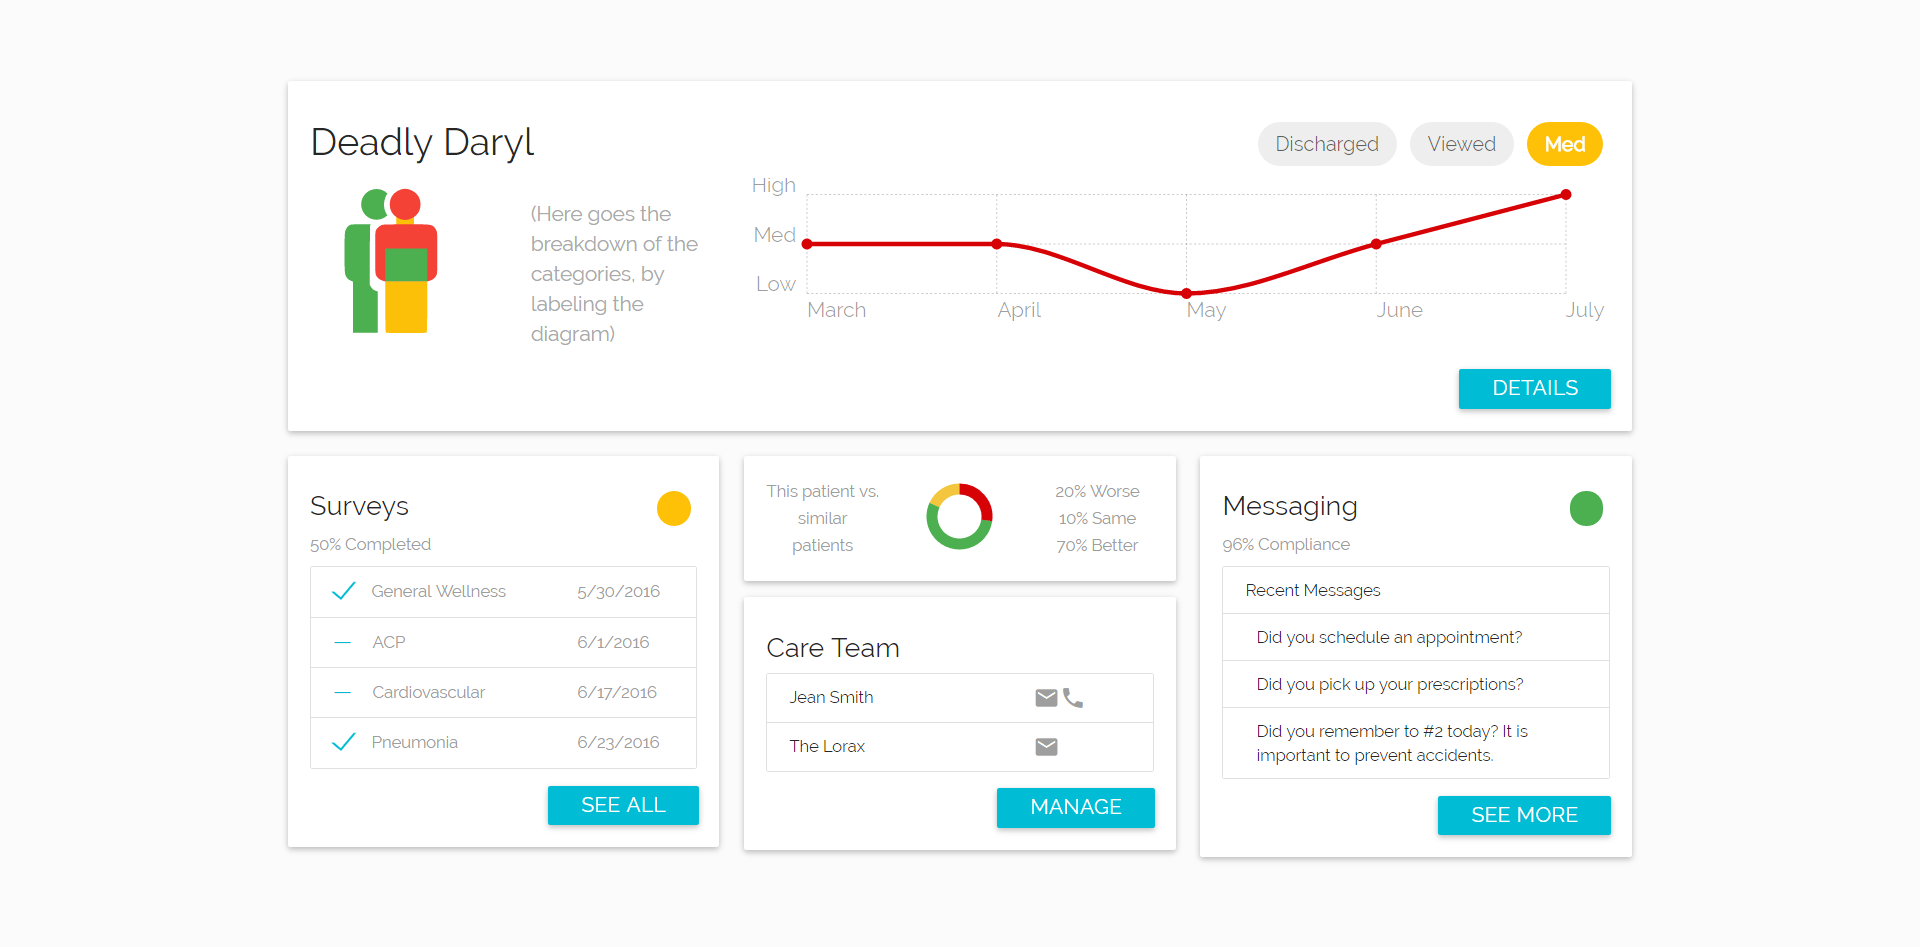 Deadly Daryl
Discharged
Viewed
Med
(Here goes the
breakdown of the
categories, by
labeling the
diagram)
High
Med
Low
March
April
May
June
July
DETAILS
Surveys
50% Completed
General Wellness 5/30/2016
ACP 6/1/2016
Cardiovascular 6/17/2016
Pneumonia 6/23/2016
SEE ALL
This patient vs.
similar
patients
20% Worse
10% Same
70% Better
Care Team
Jean Smith
The Lorax
MANAGE
Messaging
96% Compliance
Recent Messages
Did you schedule an appointment?
Did you pick up your prescriptions?
Did you remember to #2 today? It is
important to prevent accidents.
SEE MORE